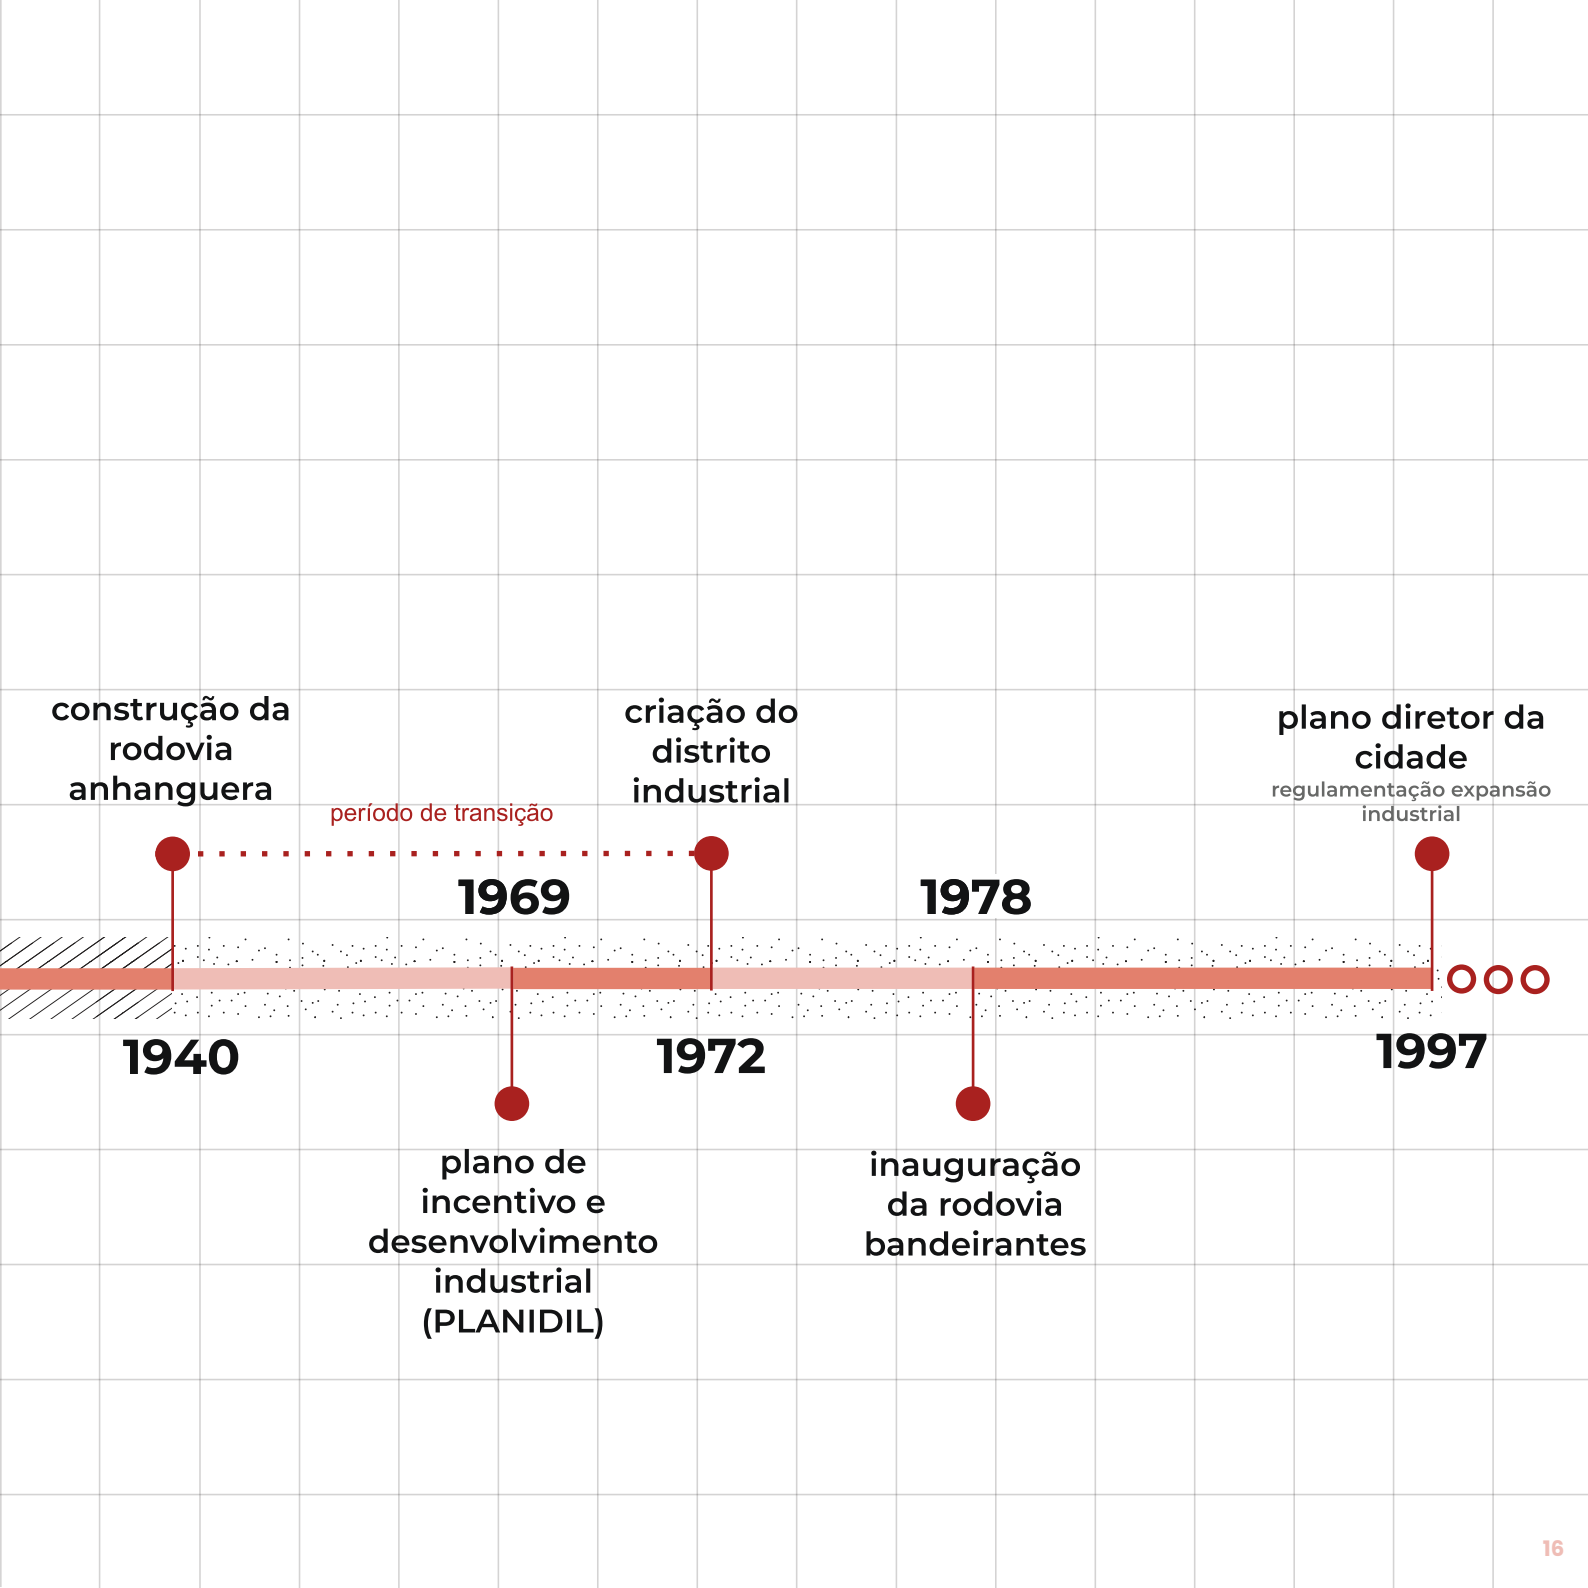 construção da
rodovia
anhanguera
período de transição
criação do
distrito
industrial
plano diretor da
cidade
regulamentação expansão
industrial
1969
1978
1940
1972
1997
plano de
incentivo e
desenvolvimento
industrial
(PLANIDIL)
inauguração
da rodovia
bandeirantes
16